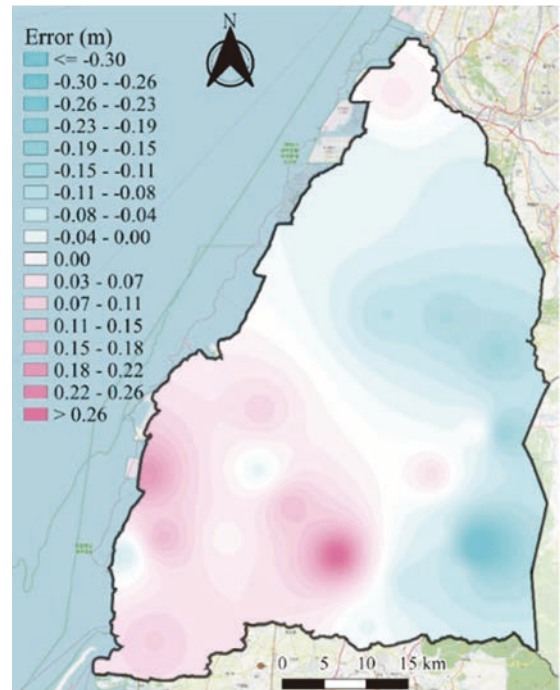 N
Error (m)
<= -0.30
-0.30 - -0.26
-0.26 - -0.23
-0.23 - -0.19
-0.19 - -0.15
-0.15 - -0.11
-0.11 - -0.08
-0.08 - -0.04
-0.04 - 0.00
0.00
0.03 - 0.07
0.07 - 0.11
0.11 - 0.15
0.15 - 0.18
0.18 - 0.22
0.22 - 0.26
> 0.26
0 5 10 15 km